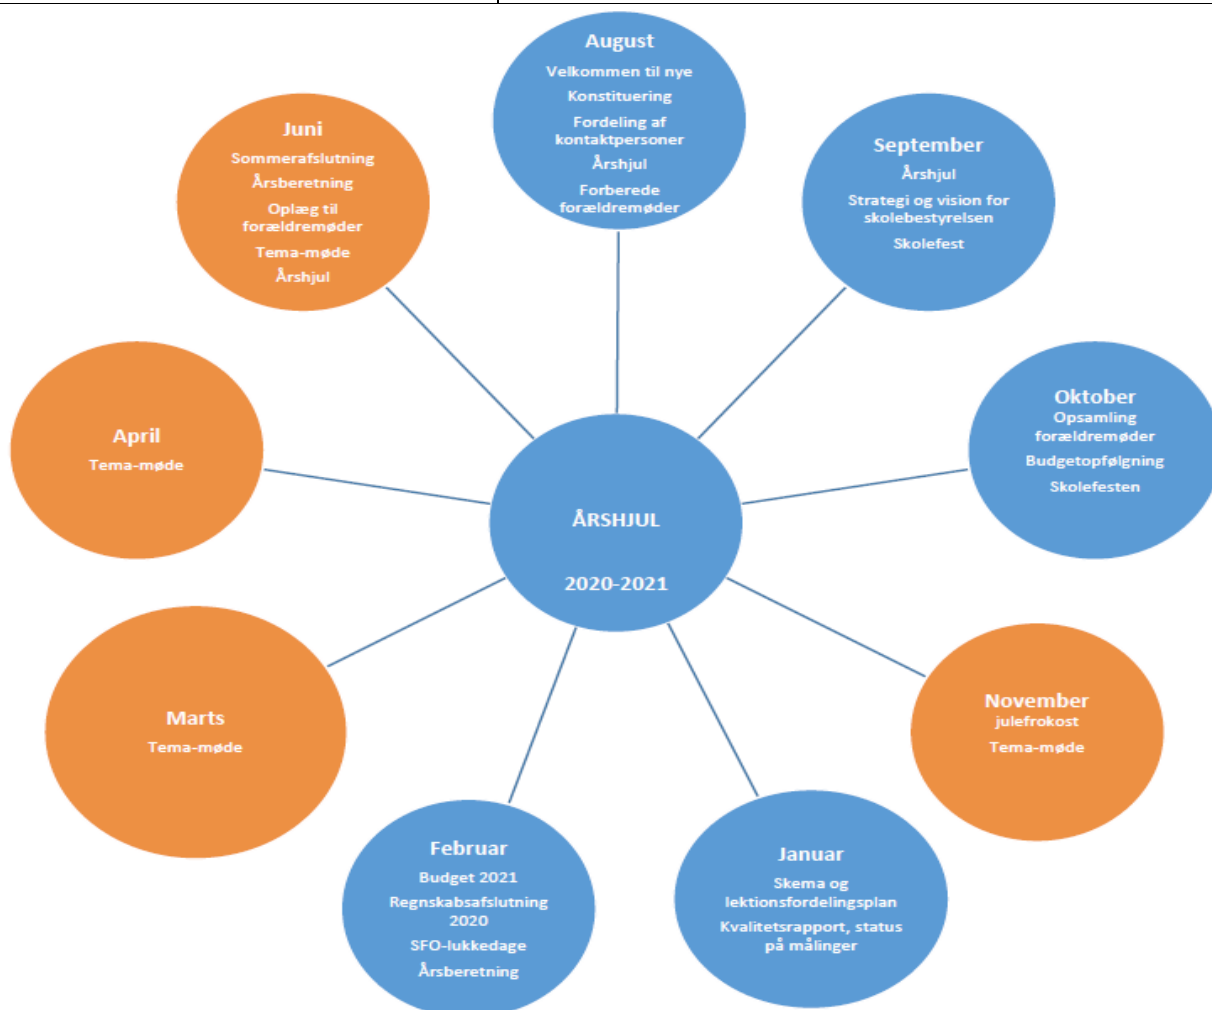 August
Velkommen til nye
Konstituering
Fordeling af
kontaktpersoner
Årshjul
Forberede
forældremøder
September
Årshjul
Strategi og vision for
skolebestyrelsen
Skolefest
Oktober
Opsamling
forældremøder
Budgetopfølgning
Skolefesten
November
julefrokost
Tema-møde
Januar
Skema og
lektionsfordelingsplan
Kvalitetsrapport, status
på målinger
Februar
Budget 2021
Regnskabsafslutning
2020
SFO-lukkedage
Årsberetning
Marts
Tema-møde
April
Tema-møde
Juni
Sommerafslutning
Årsberetning
Oplæg til
forældremøder
Tema-møde
Årshjul
ÅRSHJUL
2020-2021